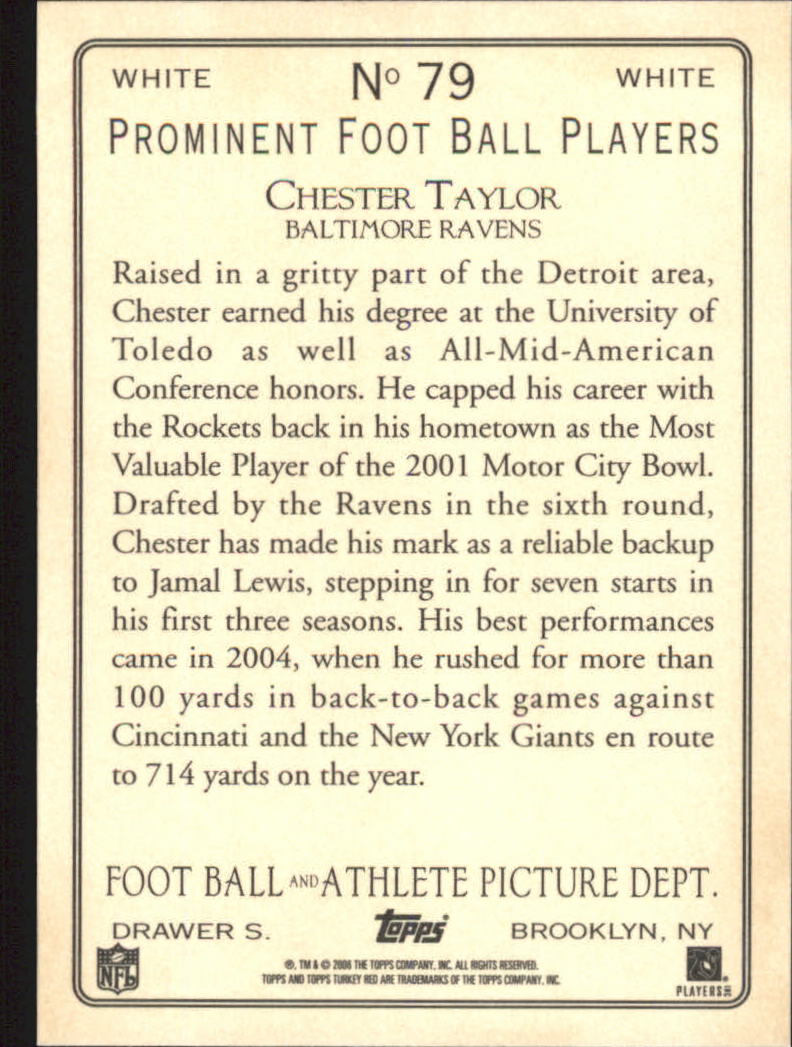 WHITE Nº 79 WHITE
PROMINENT FOOT BALL PLAYERS
CHESTER TAYLOR
BALTIMORE RAVENS
Raised in a gritty part of the Detroit area,
Chester earned his degree at the University of
Toledo as well as All-Mid-American
Conference honors. He capped his career with
the Rockets back in his hometown as the Most
Valuable Player of the 2001 Motor City Bowl.
Drafted by the Ravens in the sixth round,
Chester has made his mark as a reliable backup
to Jamal Lewis, stepping in for seven starts in
his first three seasons. His best performances
came in 2004, when he rushed for more than
100 yards in back-to-back games against
Cincinnati and the New York Giants en route
to 714 yards on the year.
FOOT BALL AND ATHLETE PICTURE DEPT.
DRAWER S. Topps BROOKLYN, NY
NFL
®, TM & © 2006 THE TOPPS COMPANY, INC. ALL RIGHTS RESERVED.
TOPPS AND TOPPS TURKEY RED ARE TRADEMARKS OF THE TOPPS COMPANY, INC.
PLAYERS INC